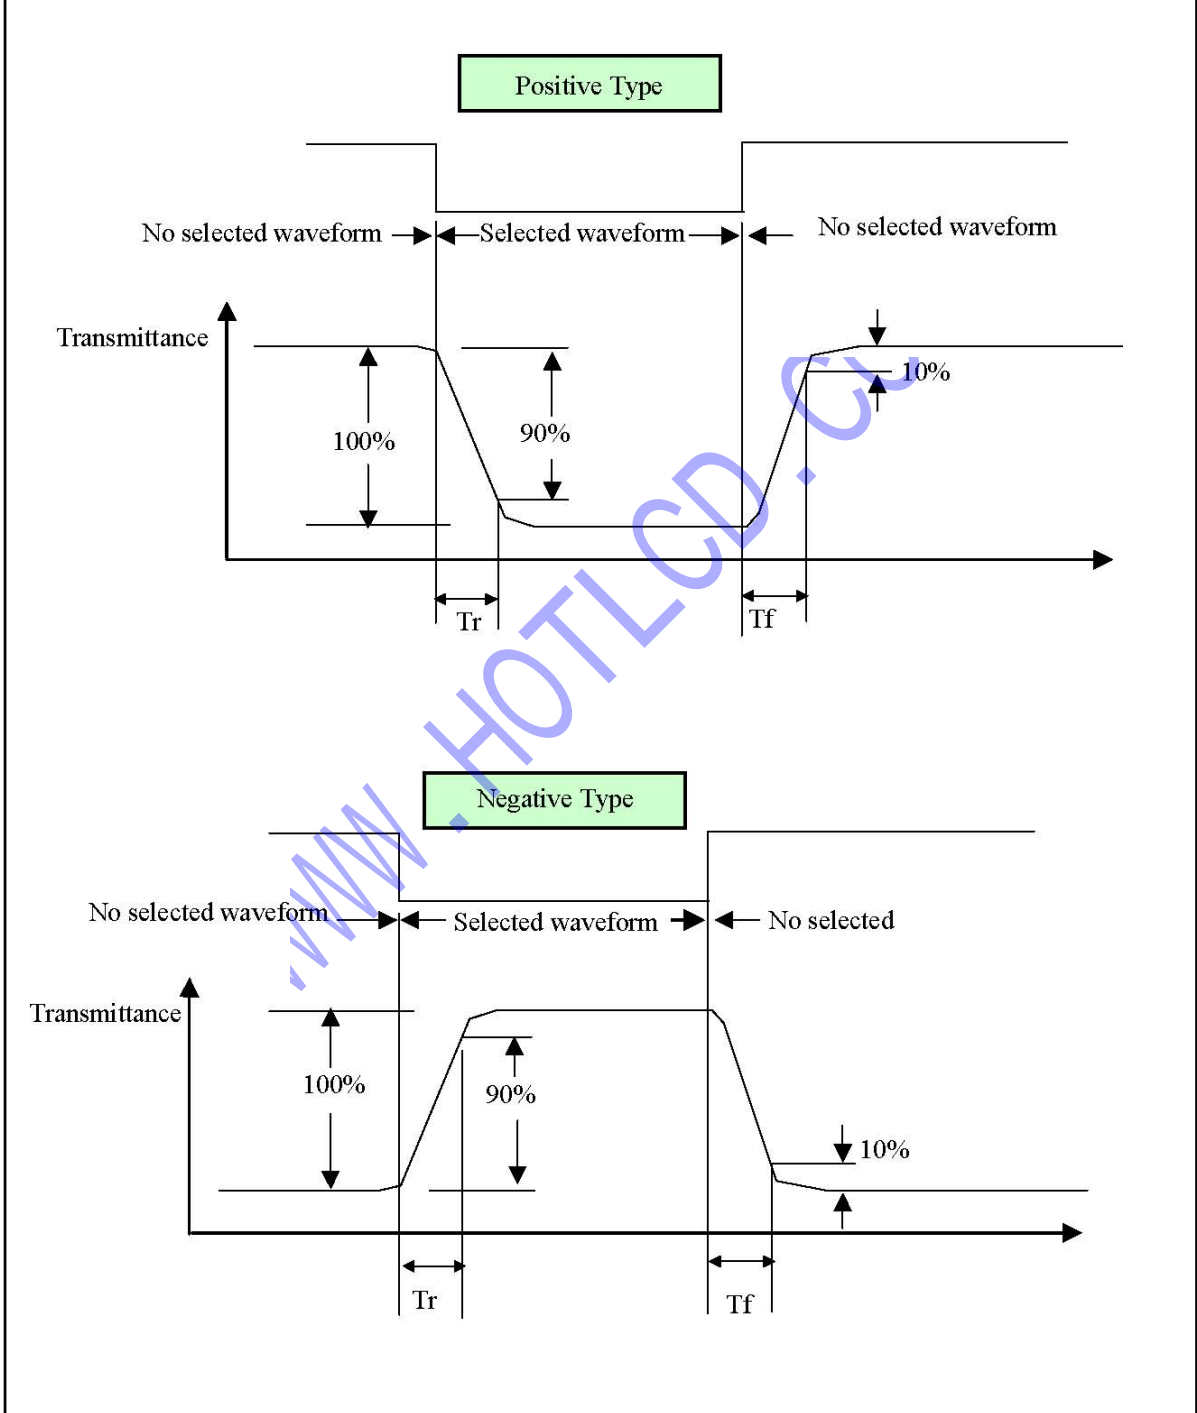 Positive Type
No selected waveform
Selected waveform
No selected waveform
Transmittance
10%
100%
90%
Tr
Tf
Negative Type
No selected waveform
Selected waveform
No selected
Transmittance
100%
90%
10%
Tr
Tf
WWW.HOTLCD.CO